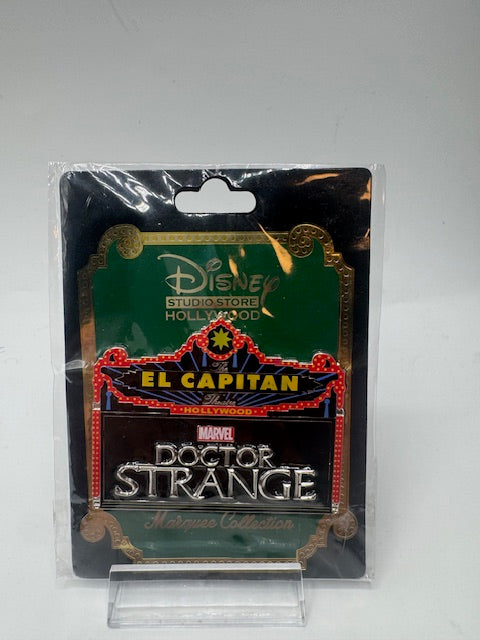 Disney
STUDIO STORE
HOLLYWOOD
The
EL CAPITAN
Theatre
HOLLYWOOD
MARVEL
DOCTOR
STRANGE
Marquee Collection